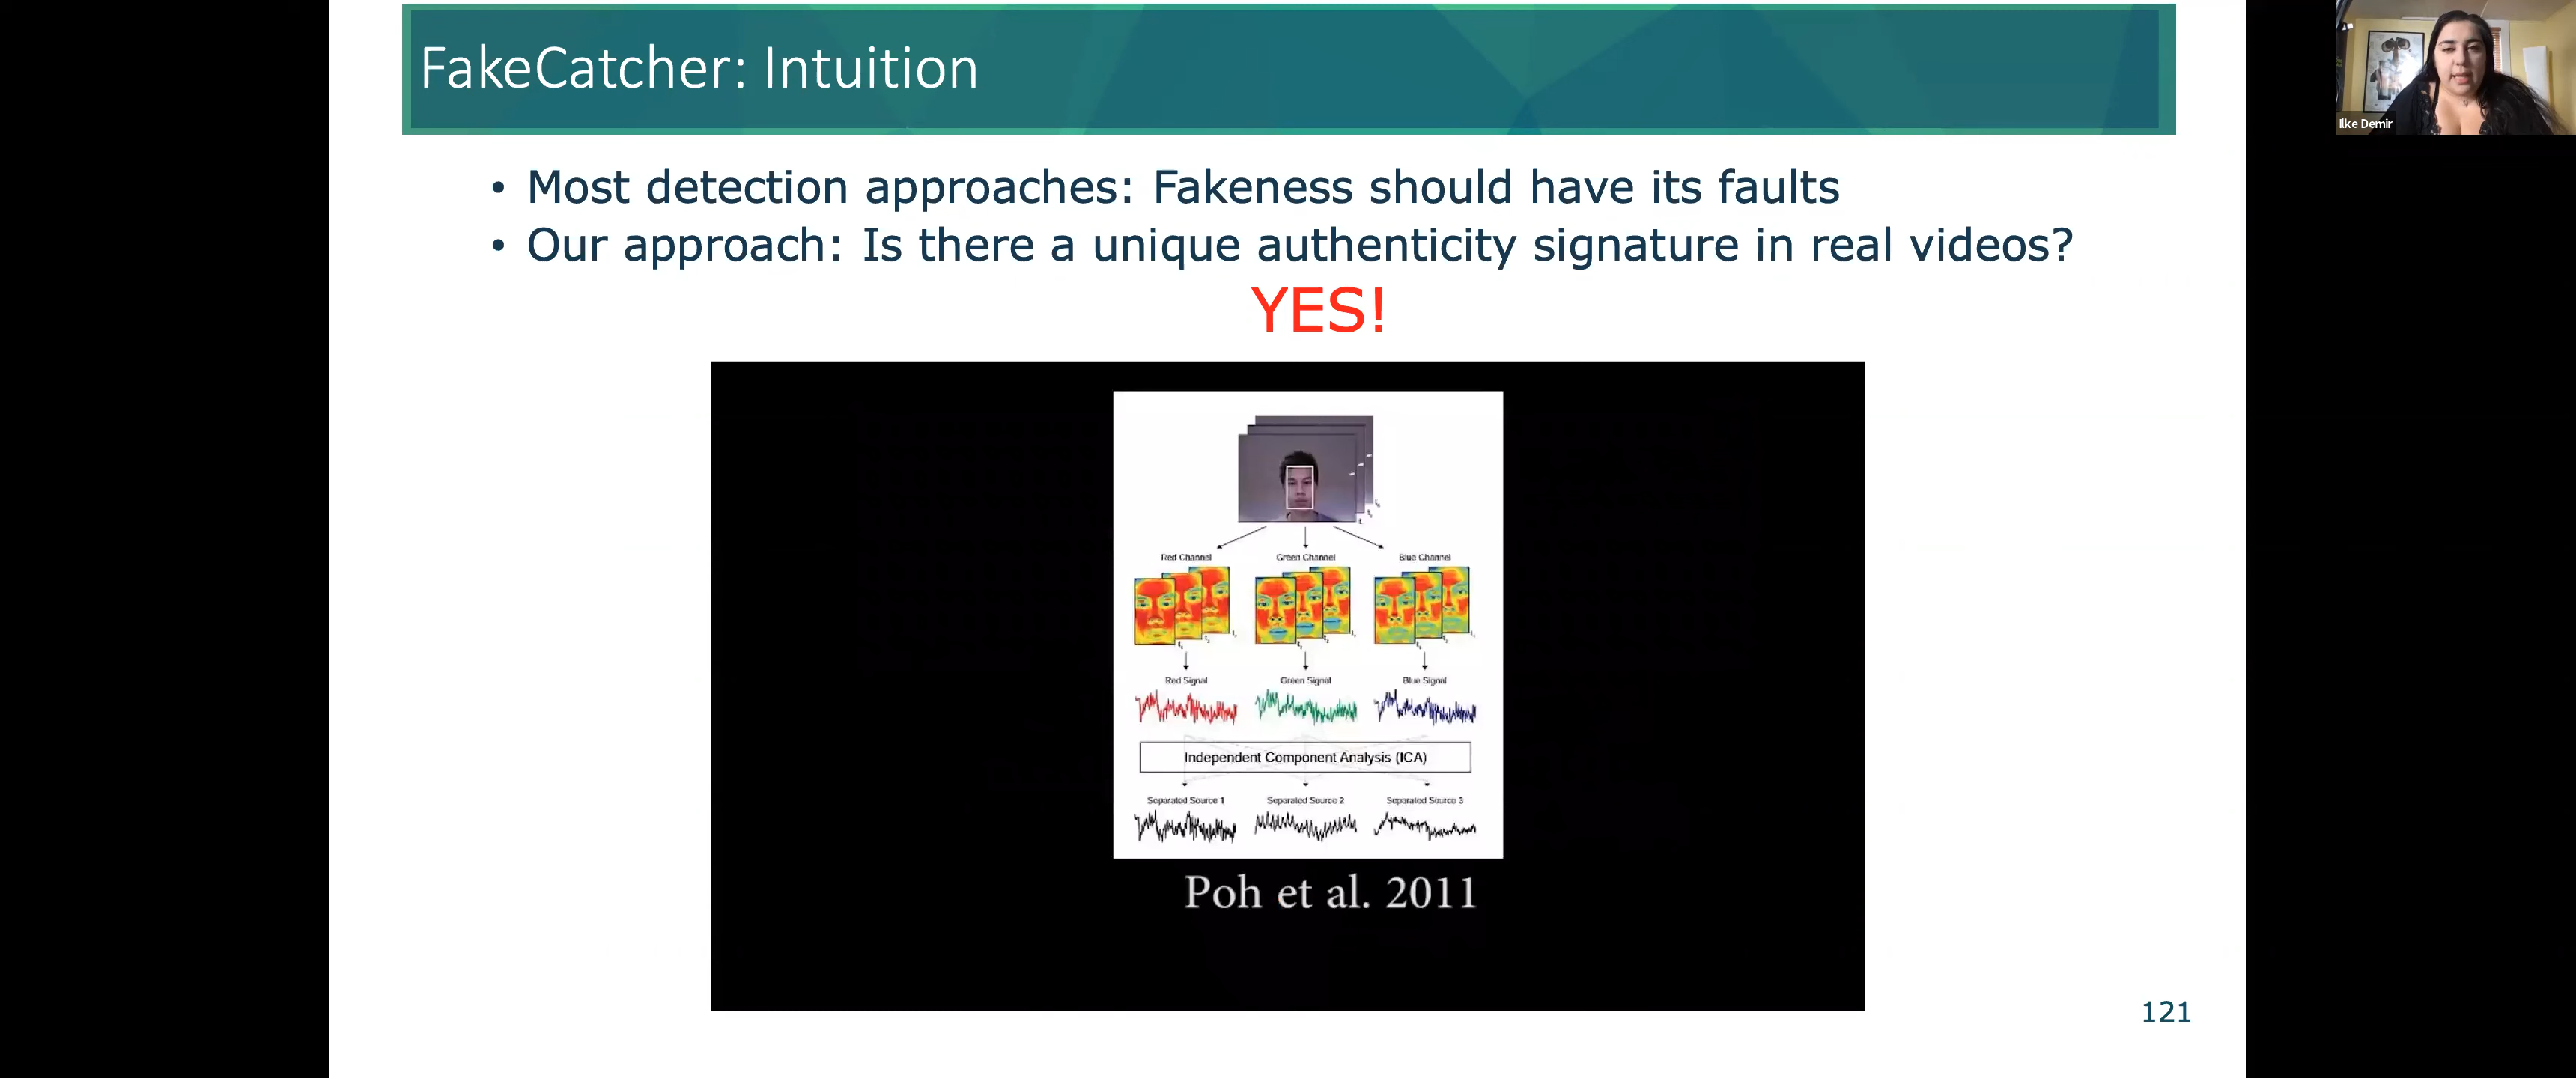 FakeCatcher: Intuition
Ilke Demir
• Most detection approaches: Fakeness should have its faults
• Our approach: Is there a unique authenticity signature in real videos?
YES!
Red Channel Green Channel Blue Channel
Red Signal Green Signal Blue Signal
Independent Component Analysis (ICA)
Separated Source 1 Separated Source 2 Separated Source 3
Poh et al. 2011
121